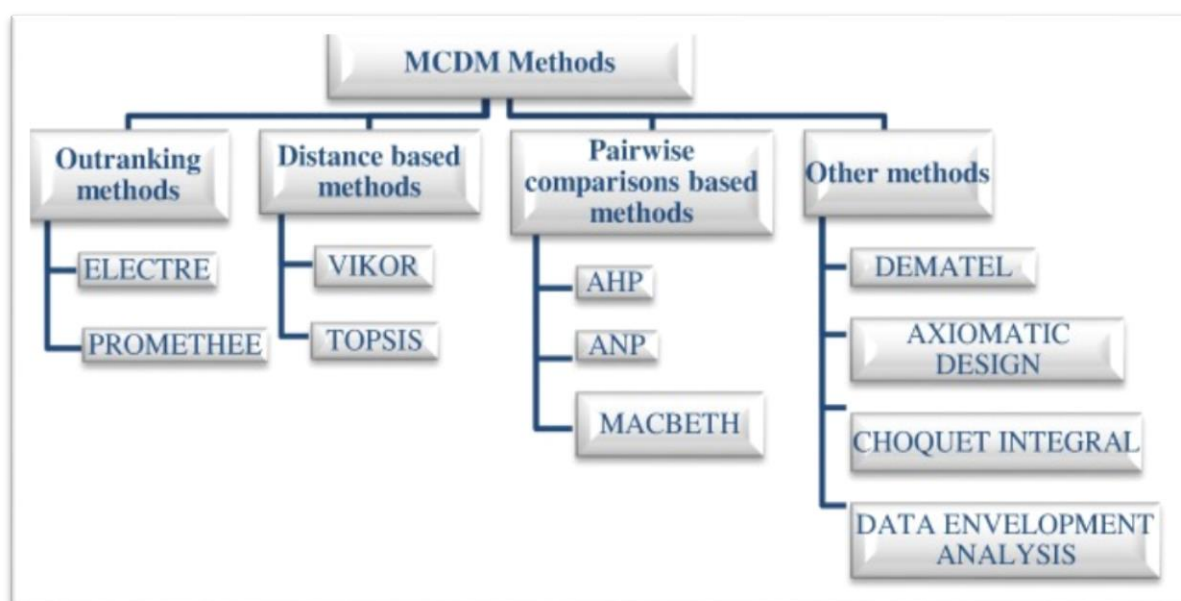 MCDM Methods
Outranking
methods
Distance based
methods
Pairwise
comparisons based
methods
Other methods
ELECTRE
PROMETHEE
VIKOR
TOPSIS
AHP
ANP
MACBETH
DEMATEL
AXIOMATIC
DESIGN
CHOQUET INTEGRAL
DATA ENVELOPMENT
ANALYSIS